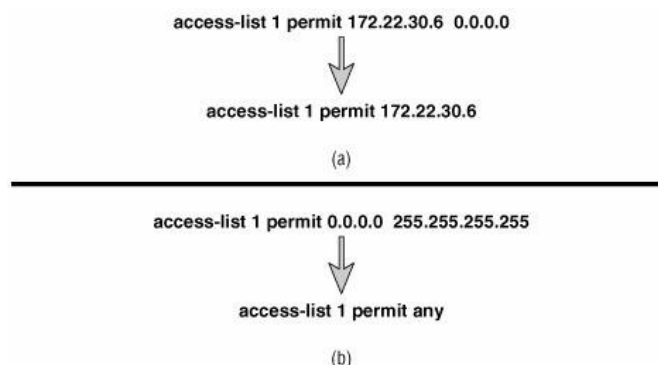 access-list 1 permit 172.22.30.6 0.0.0.0
access-list 1 permit 172.22.30.6
(a)
access-list 1 permit 0.0.0.0 255.255.255.255
access-list 1 permit any
(b)